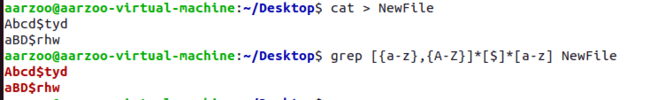 aarzoo@aarzoo-virtual-machine:~/Desktop$ cat > NewFile
Abcd$tyd
aBD$rhw
aarzoo@aarzoo-virtual-machine:~/Desktop$ grep [{a-z},{A-Z}]*[$]*[a-z] NewFile
Abcd$tyd
aBD$rhw